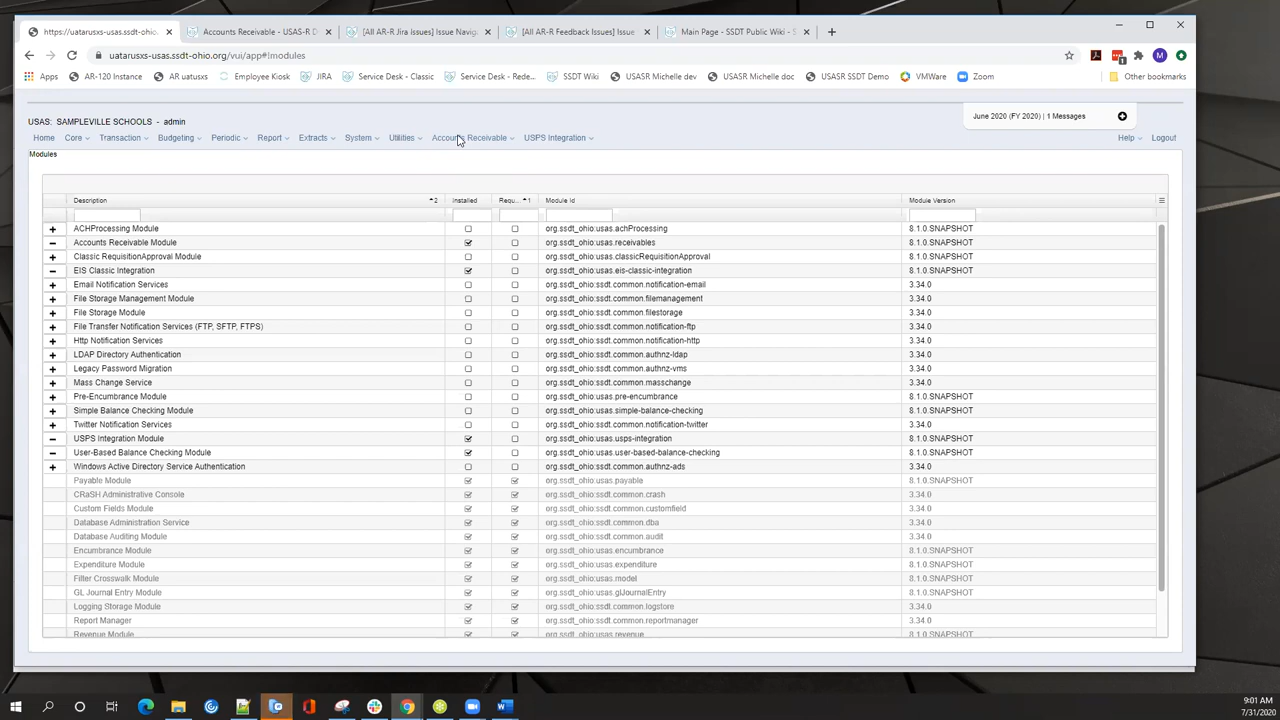 https://uatarusxs-usas.ssdt-ohio.
Accounts Receivable - USAS-R D
[All AR-R Jira Issues] Issue Navig
[All AR-R Feedback Issues] Issue
Main Page - SSDT Public Wiki - S
uatarusxs-usas.ssdt-ohio.org/vui/app#!modules
Apps AR-120 Instance AR uatusxs Employee Kiosk JIRA Service Desk - Classic Service Desk - Rede... SSDT Wiki USASR Michelle dev USASR Michelle doc USASR SSDT Demo VMWare Zoom Other bookmarks
USAS: SAMPLEVILLE SCHOOLS - admin
June 2020 (FY 2020) | 1 Messages
Home Core Transaction Budgeting Periodic Report Extracts System Utilities Accounts Receivable USPS Integration Help Logout
Modules
Description 2 Installed Requ... 1 Module Id Module Version
+ ACHProcessing Module org.ssdt_ohio:usas.achProcessing 8.1.0.SNAPSHOT
− Accounts Receivable Module org.ssdt_ohio:usas.receivables 8.1.0.SNAPSHOT
+ Classic RequisitionApproval Module org.ssdt_ohio:usas.classicRequisitionApproval 8.1.0.SNAPSHOT
− EIS Classic Integration org.ssdt_ohio:usas.eis-classic-integration 8.1.0.SNAPSHOT
+ Email Notification Services org.ssdt_ohio:ssdt.common.notification-email 3.34.0
+ File Storage Management Module org.ssdt_ohio:ssdt.common.filemanagement 3.34.0
+ File Storage Module org.ssdt_ohio:ssdt.common.filestorage 3.34.0
+ File Transfer Notification Services (FTP, SFTP, FTPS) org.ssdt_ohio:ssdt.common.notification-ftp 3.34.0
+ Http Notification Services org.ssdt_ohio:ssdt.common.notification-http 3.34.0
+ LDAP Directory Authentication org.ssdt_ohio:ssdt.common.authnz-ldap 3.34.0
+ Legacy Password Migration org.ssdt_ohio:ssdt.common.authnz-vms 3.34.0
+ Mass Change Service org.ssdt_ohio:ssdt.common.masschange 3.34.0
+ Pre-Encumbrance Module org.ssdt_ohio:usas.pre-encumbrance 8.1.0.SNAPSHOT
+ Simple Balance Checking Module org.ssdt_ohio:usas.simple-balance-checking 8.1.0.SNAPSHOT
+ Twitter Notification Services org.ssdt_ohio:ssdt.common.notification-twitter 3.34.0
− USPS Integration Module org.ssdt_ohio:usas.usps-integration 8.1.0.SNAPSHOT
− User-Based Balance Checking Module org.ssdt_ohio:usas.user-based-balance-checking 8.1.0.SNAPSHOT
+ Windows Active Directory Service Authentication org.ssdt_ohio:ssdt.common.authnz-ads 3.34.0
Payable Module org.ssdt_ohio:usas.payable 8.1.0.SNAPSHOT
CRaSH Administrative Console org.ssdt_ohio:ssdt.common.crash 3.34.0
Custom Fields Module org.ssdt_ohio:ssdt.common.customfield 3.34.0
Database Administration Service org.ssdt_ohio:ssdt.common.dba 3.34.0
Database Auditing Module org.ssdt_ohio:ssdt.common.audit 3.34.0
Encumbrance Module org.ssdt_ohio:usas.encumbrance 8.1.0.SNAPSHOT
Expenditure Module org.ssdt_ohio:usas.expenditure 8.1.0.SNAPSHOT
Filter Crosswalk Module org.ssdt_ohio:usas.model 8.1.0.SNAPSHOT
GL Journal Entry Module org.ssdt_ohio:usas.glJournalEntry 8.1.0.SNAPSHOT
Logging Storage Module org.ssdt_ohio:ssdt.common.logstore 3.34.0
Report Manager org.ssdt_ohio:ssdt.common.reportmanager 3.34.0
Revenue Module org.ssdt_ohio:usas.revenue 8.1.0.SNAPSHOT
9:01 AM
7/31/2020